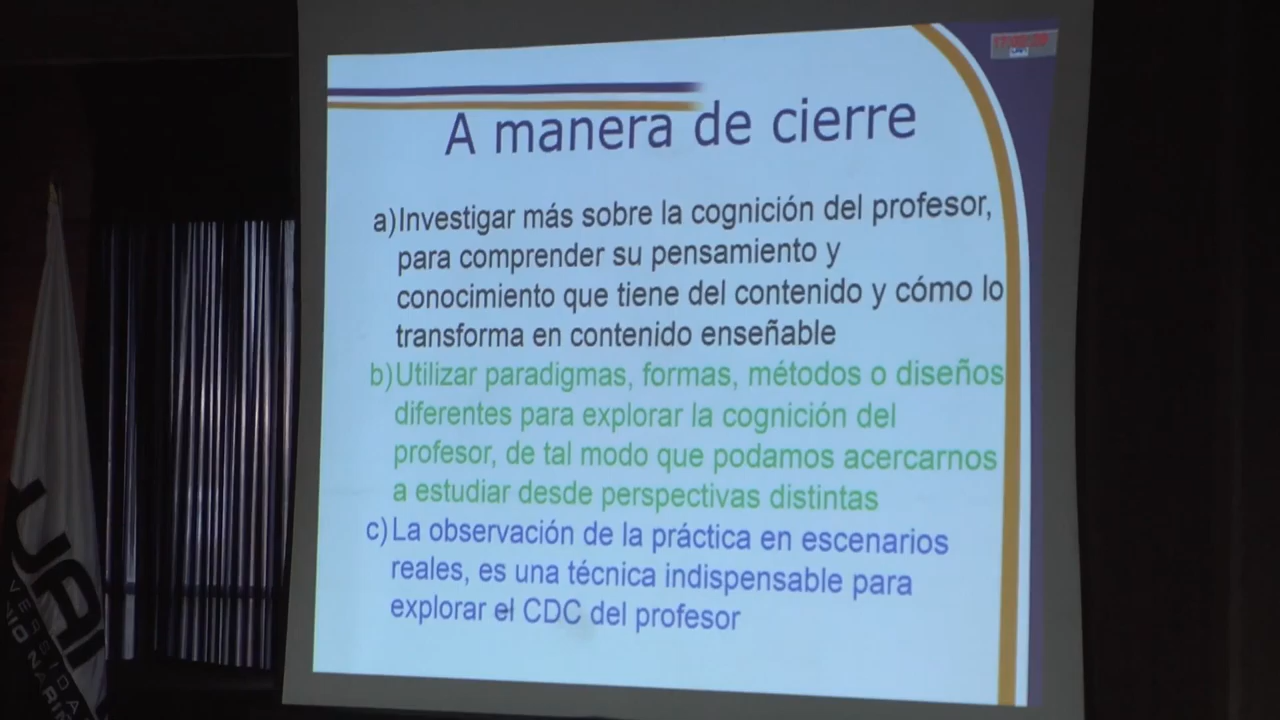 A manera de cierre
a)Investigar más sobre la cognición del profesor,
para comprender su pensamiento y
conocimiento que tiene del contenido y cómo lo
transforma en contenido enseñable
b)Utilizar paradigmas, formas, métodos o diseños
diferentes para explorar la cognición del
profesor, de tal modo que podamos acercarnos
a estudiar desde perspectivas distintas
c)La observación de la práctica en escenarios
reales, es una técnica indispensable para
explorar el CDC del profesor
UAN